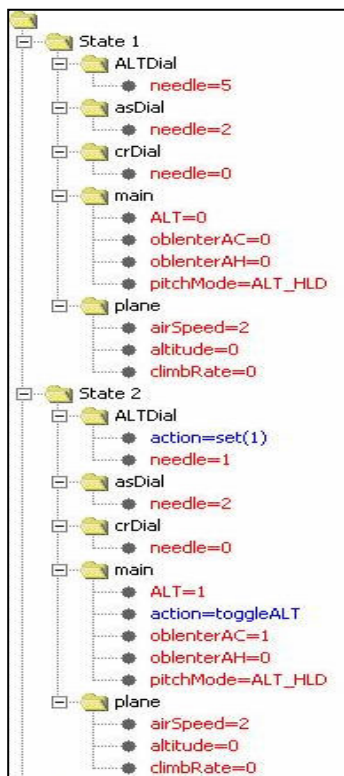 State 1
ALTDial
needle=5
asDial
needle=2
crDial
needle=0
main
ALT=0
oblenterAC=0
oblenterAH=0
pitchMode=ALT_HLD
plane
airSpeed=2
altitude=0
climbRate=0
State 2
ALTDial
action=set(1)
needle=1
asDial
needle=2
crDial
needle=0
main
ALT=1
action=toggleALT
oblenterAC=1
oblenterAH=0
pitchMode=ALT_HLD
plane
airSpeed=2
altitude=0
climbRate=0